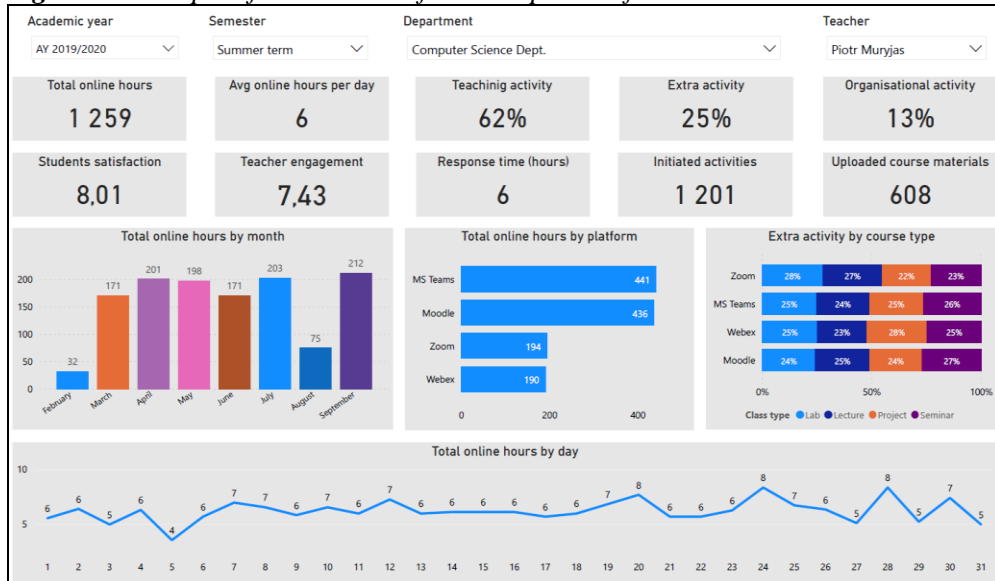 Academic year
Semester
Department
Teacher
AY 2019/2020
Summer term
Computer Science Dept.
Piotr Muryjas
Total online hours
1 259
Avg online hours per day
6
Teachinig activity
62%
Extra activity
25%
Organisational activity
13%
Students satisfaction
8,01
Teacher engagement
7,43
Response time (hours)
6
Initiated activities
1 201
Uploaded course materials
608
Total online hours by month
200
150
100
50
0
32
171
201
198
171
203
75
212
February
March
April
May
June
July
August
September
Total online hours by platform
MS Teams 441
Moodle 436
Zoom 194
Webex 190
0 200 400
Extra activity by course type
Zoom 28% 27% 22% 23%
MS Teams 25% 24% 25% 26%
Webex 25% 23% 28% 25%
Moodle 24% 25% 24% 27%
0% 50% 100%
Class type Lab Lecture Project Seminar
Total online hours by day
10
5
6 6 5 6 4 6 7 7 6 7 6 7 6 6 6 6 6 6 7 8 6 6 6 8 7 6 5 8 5 7 5
1 2 3 4 5 6 7 8 9 10 11 12 13 14 15 16 17 18 19 20 21 22 23 24 25 26 27 28 29 30 31